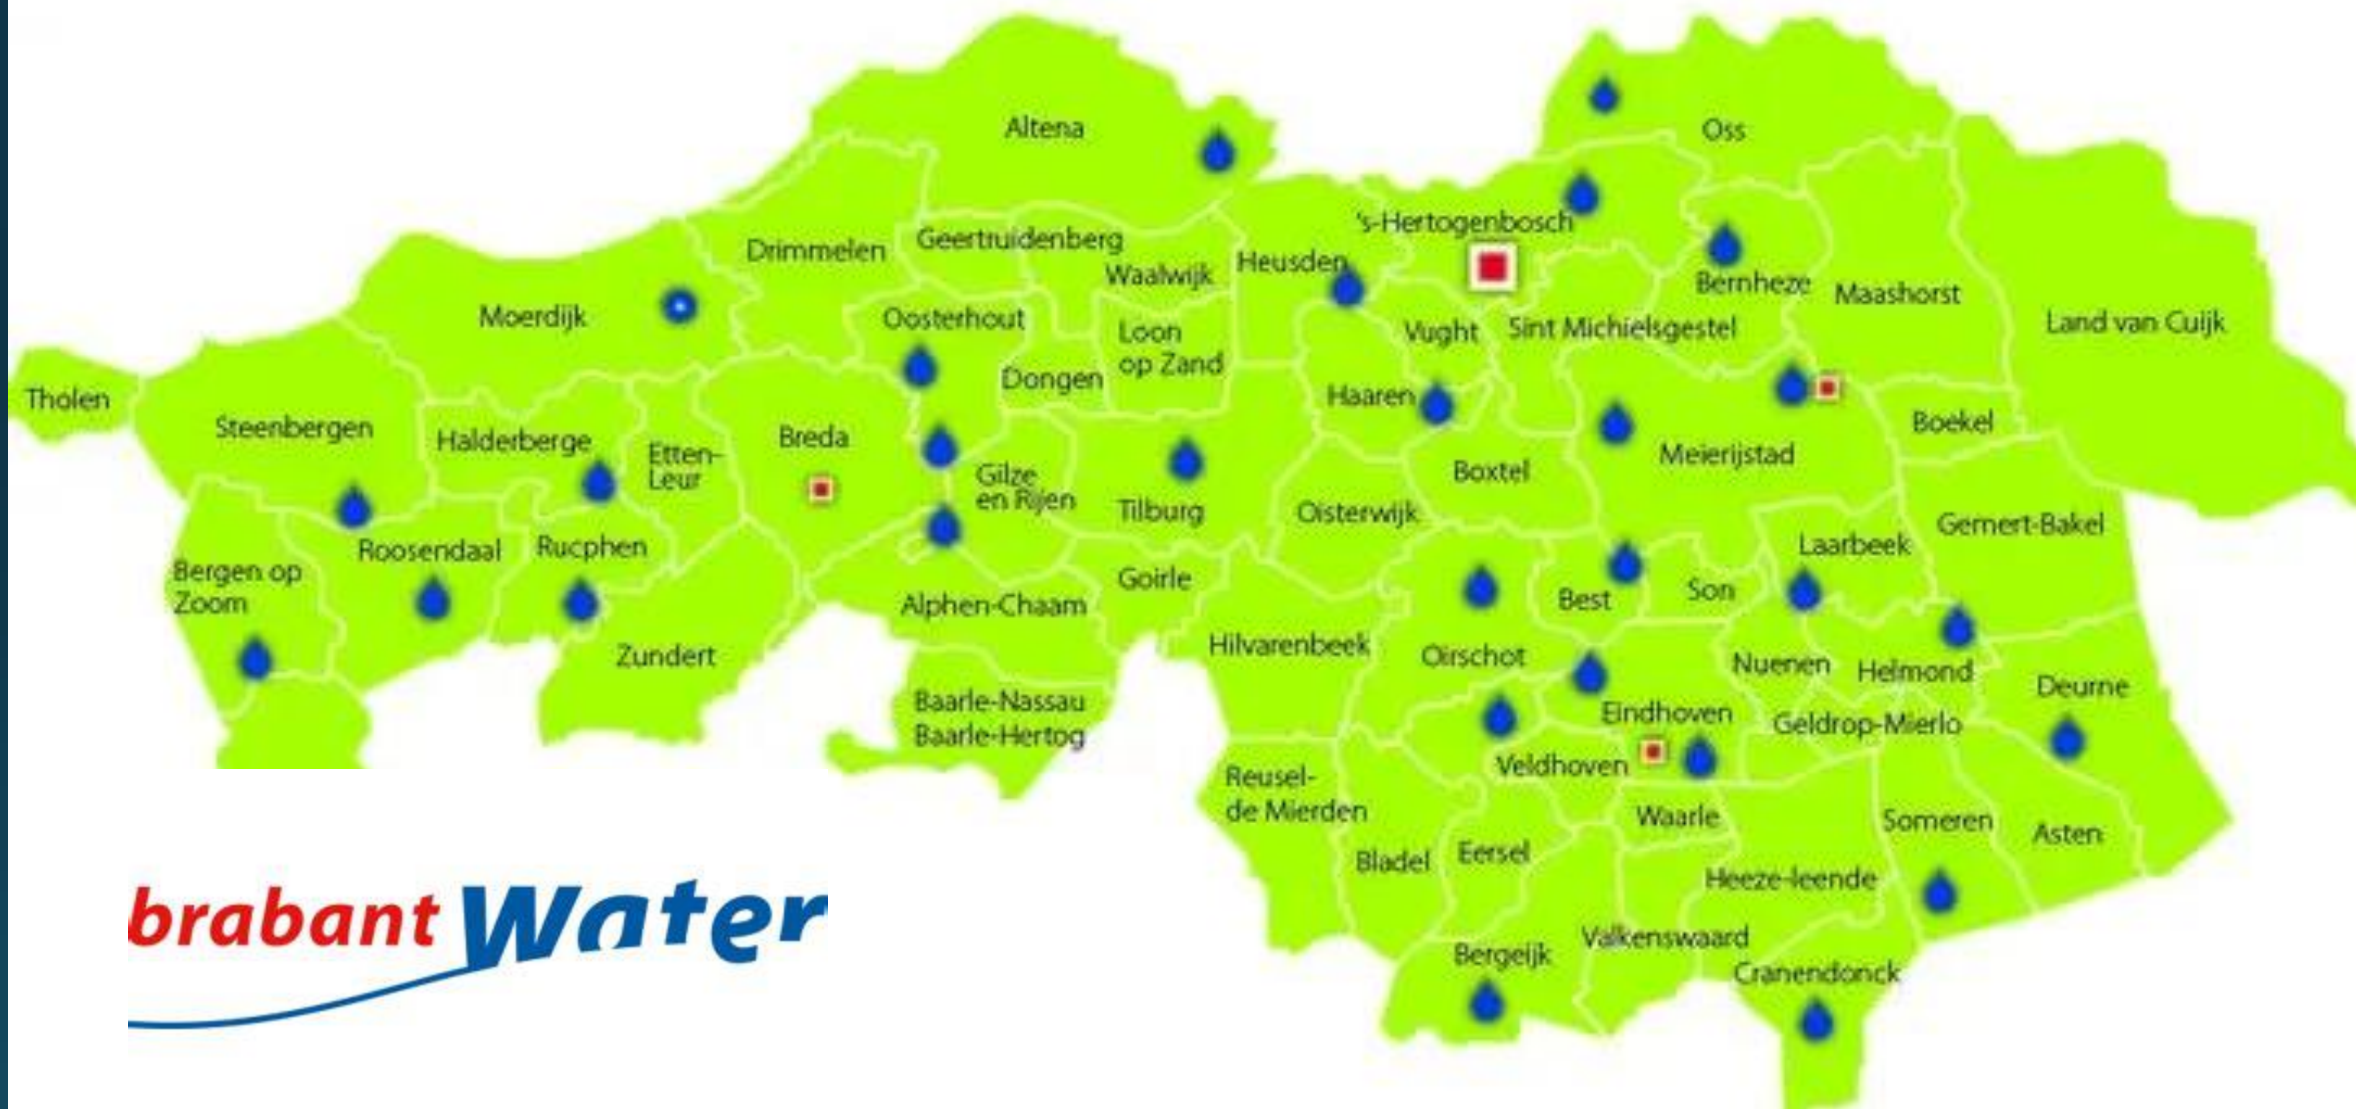 Altena
Oss
's-Hertogenbosch
Geertruidenberg
Drimmelen
Heusden
Waalwijk
Bernheze
Maashorst
Moerdijk
Oosterhout
Loon
op Zand
Vught
Sint Michielsgestel
Land van Cuijk
Dongen
Tholen
Haaren
Steenbergen
Halderberge
Etten-
Leur
Breda
Boekel
Meierijstad
Gilze
en Rijen
Boxtel
Tilburg
Oisterwijk
Gemert-Bakel
Roosendaal
Rucphen
Laarbeek
Bergen op
Zoom
Goirle
Alphen-Chaam
Best
Son
Hilvarenbeek
Zundert
Oirschot
Nuenen
Helmond
Deurne
Baarle-Nassau
Baarle-Hertog
Eindhoven
Geldrop-Mierlo
Veldhoven
Reusel-
de Mierden
Waarle
Someren
Asten
Bladel
Eersel
Heeze-leende
Valkenswaard
Bergeijk
Cranendonck
brabant Water